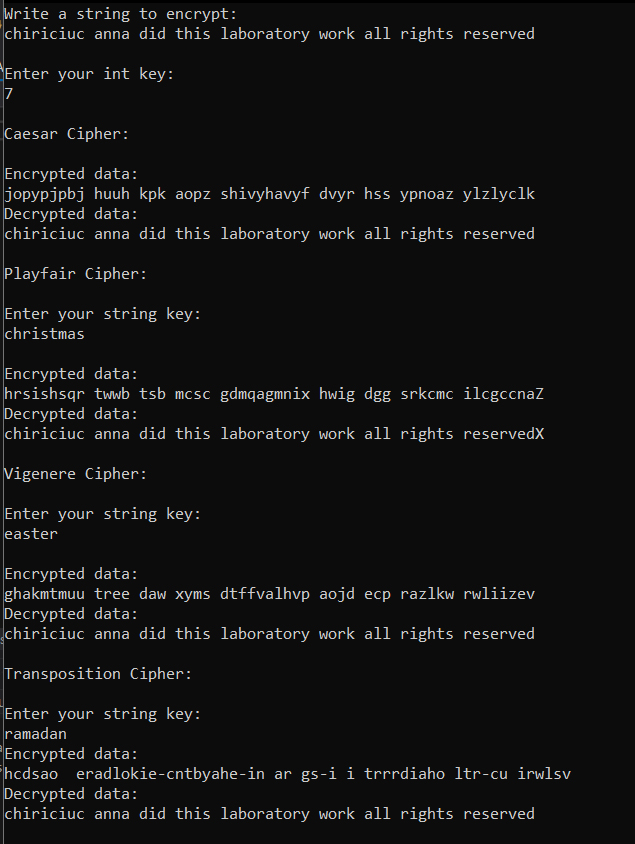 Write a string to encrypt:
chiriciuc anna did this laboratory work all rights reserved
Enter your int key:
7
Caesar Cipher:
Encrypted data:
jopypjpbj huuh kpk aopz shivyhavyf dvyr hss ypnoaz ylzlyclk
Decrypted data:
chiriciuc anna did this laboratory work all rights reserved
Playfair Cipher:
Enter your string key:
christmas
Encrypted data:
hrsishsqr twwb tsb mcsc gdmqagmnix hwig dgg srkcmc ilcgccnaZ
Decrypted data:
chiriciuc anna did this laboratory work all rights reservedX
Vigenere Cipher:
Enter your string key:
easter
Encrypted data:
ghakmtmuu tree daw xyms dtffvalhvp aojd ecp razlkw rwliizev
Decrypted data:
chiriciuc anna did this laboratory work all rights reserved
Transposition Cipher:
Enter your string key:
ramadan
Encrypted data:
hcdsao  eradlokie-cntbyahe-in ar gs-i i trrrdiaho ltr-cu irwlsv
Decrypted data:
chiriciuc anna did this laboratory work all rights reserved